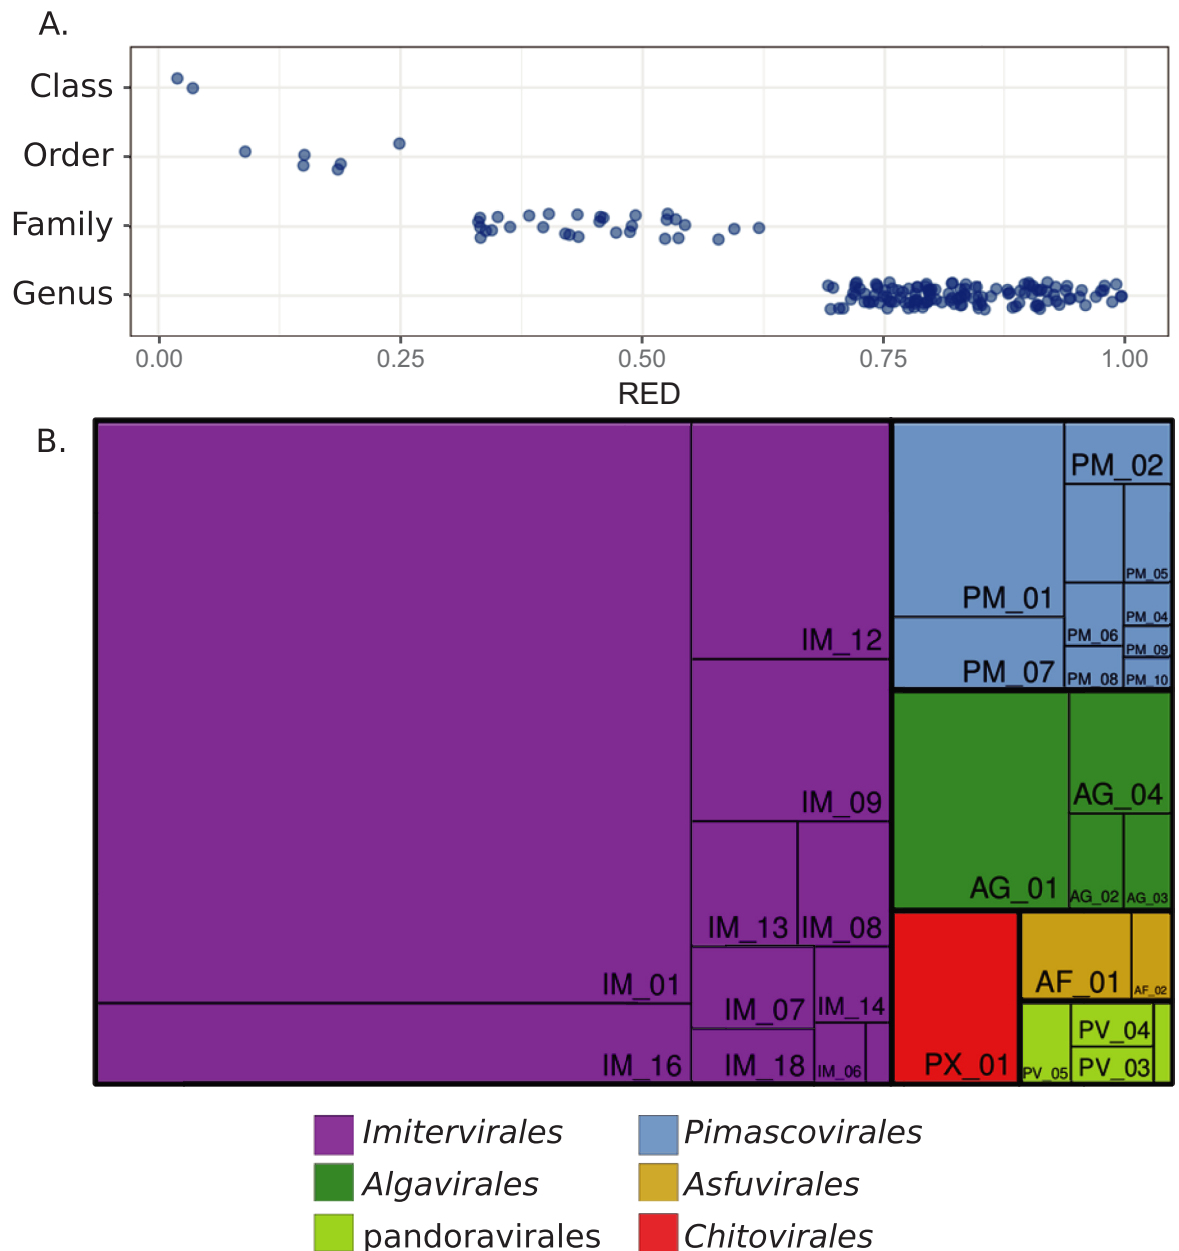 A.
Class
Order
Family
Genus
0.00 0.25 0.50 0.75 1.00
RED
B.
PM_02
PM_05
PM_01
PM_04
PM_06
PM_09
PM_07
PM_08
PM_10
IM_12
IM_09
AG_04
AG_01
AG_02
AG_03
IM_13
IM_08
IM_01
IM_07
IM_14
IM_16
IM_18
IM_06
AF_01
AF_02
PX_01
PV_04
PV_05
PV_03
Imitervirales Pimascovirales
Algavirales Asfuvirales
pandoravirales Chitovirales